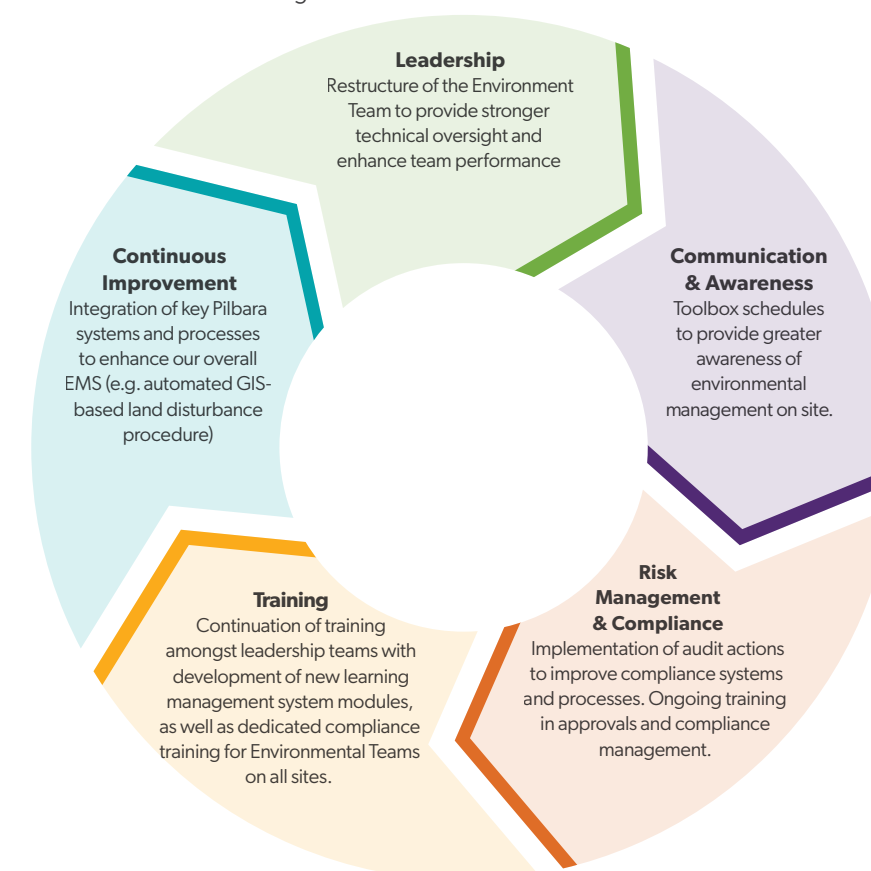 Leadership
Restructure of the Environment
Team to provide stronger
technical oversight and
enhance team performance
Communication
& Awareness
Toolbox schedules
to provide greater
awareness of
environmental
management on site.
Risk
Management
& Compliance
Implementation of audit actions
to improve compliance systems
and processes. Ongoing training
in approvals and compliance
management.
Training
Continuation of training
amongst leadership teams with
development of new learning
management system modules,
as well as dedicated compliance
training for Environmental Teams
on all sites.
Continuous
Improvement
Integration of key Pilbara
systems and processes
to enhance our overall
EMS (e.g. automated GIS-
based land disturbance
procedure)